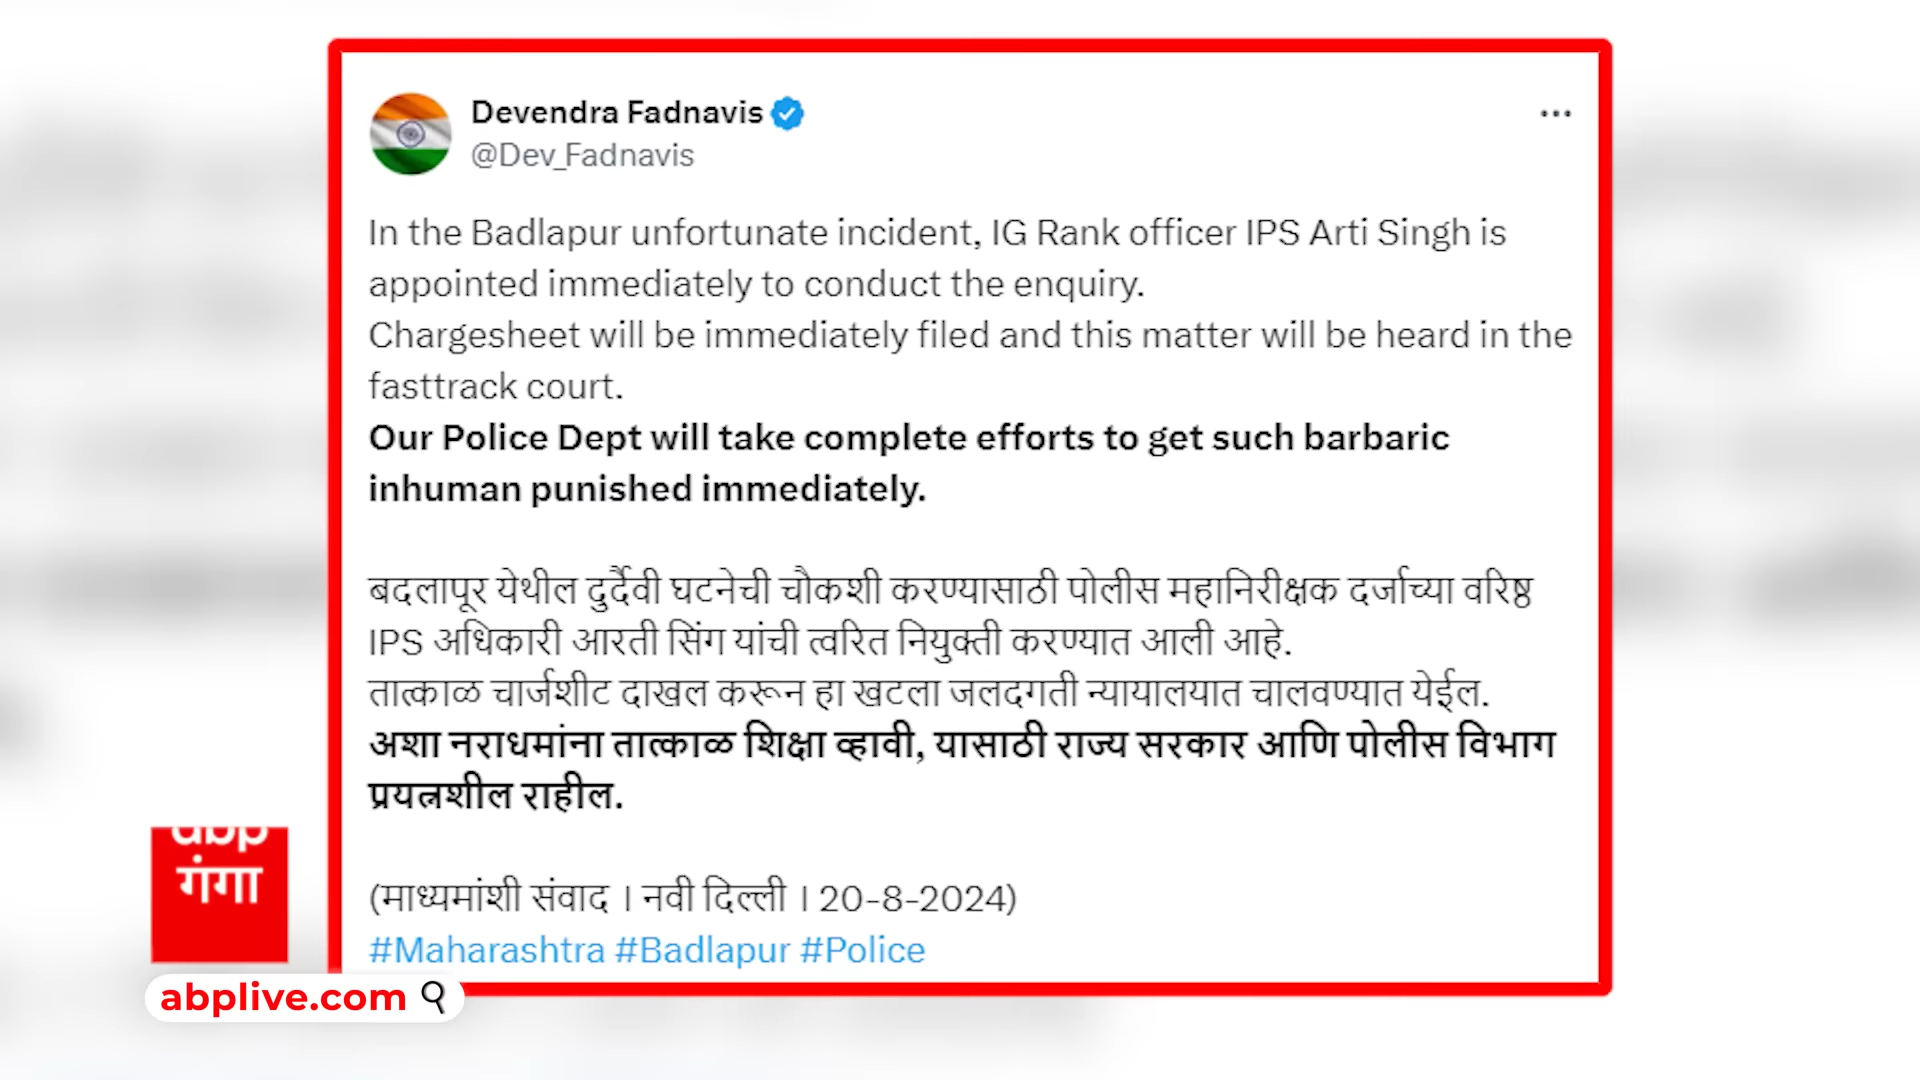 Devendra Fadnavis
@Dev_Fadnavis
In the Badlapur unfortunate incident, IG Rank officer IPS Arti Singh is
appointed immediately to conduct the enquiry.
Chargesheet will be immediately filed and this matter will be heard in the
fasttrack court.
Our Police Dept will take complete efforts to get such barbaric
inhuman punished immediately.
बदलापूर येथील दुर्दैवी घटनेची चौकशी करण्यासाठी पोलीस महानिरीक्षक दर्जाच्या वरिष्ठ
IPS अधिकारी आरती सिंग यांची त्वरित नियुक्ती करण्यात आली आहे.
तात्काळ चार्जशीट दाखल करून हा खटला जलदगती न्यायालयात चालवण्यात येईल.
अशा नराधमांना तात्काळ शिक्षा व्हावी, यासाठी राज्य सरकार आणि पोलीस विभाग
प्रयत्नशील राहील.
(माध्यमांशी संवाद । नवी दिल्ली । 20-8-2024)
#Maharashtra #Badlapur #Police
abp
गंगा
abplive.com